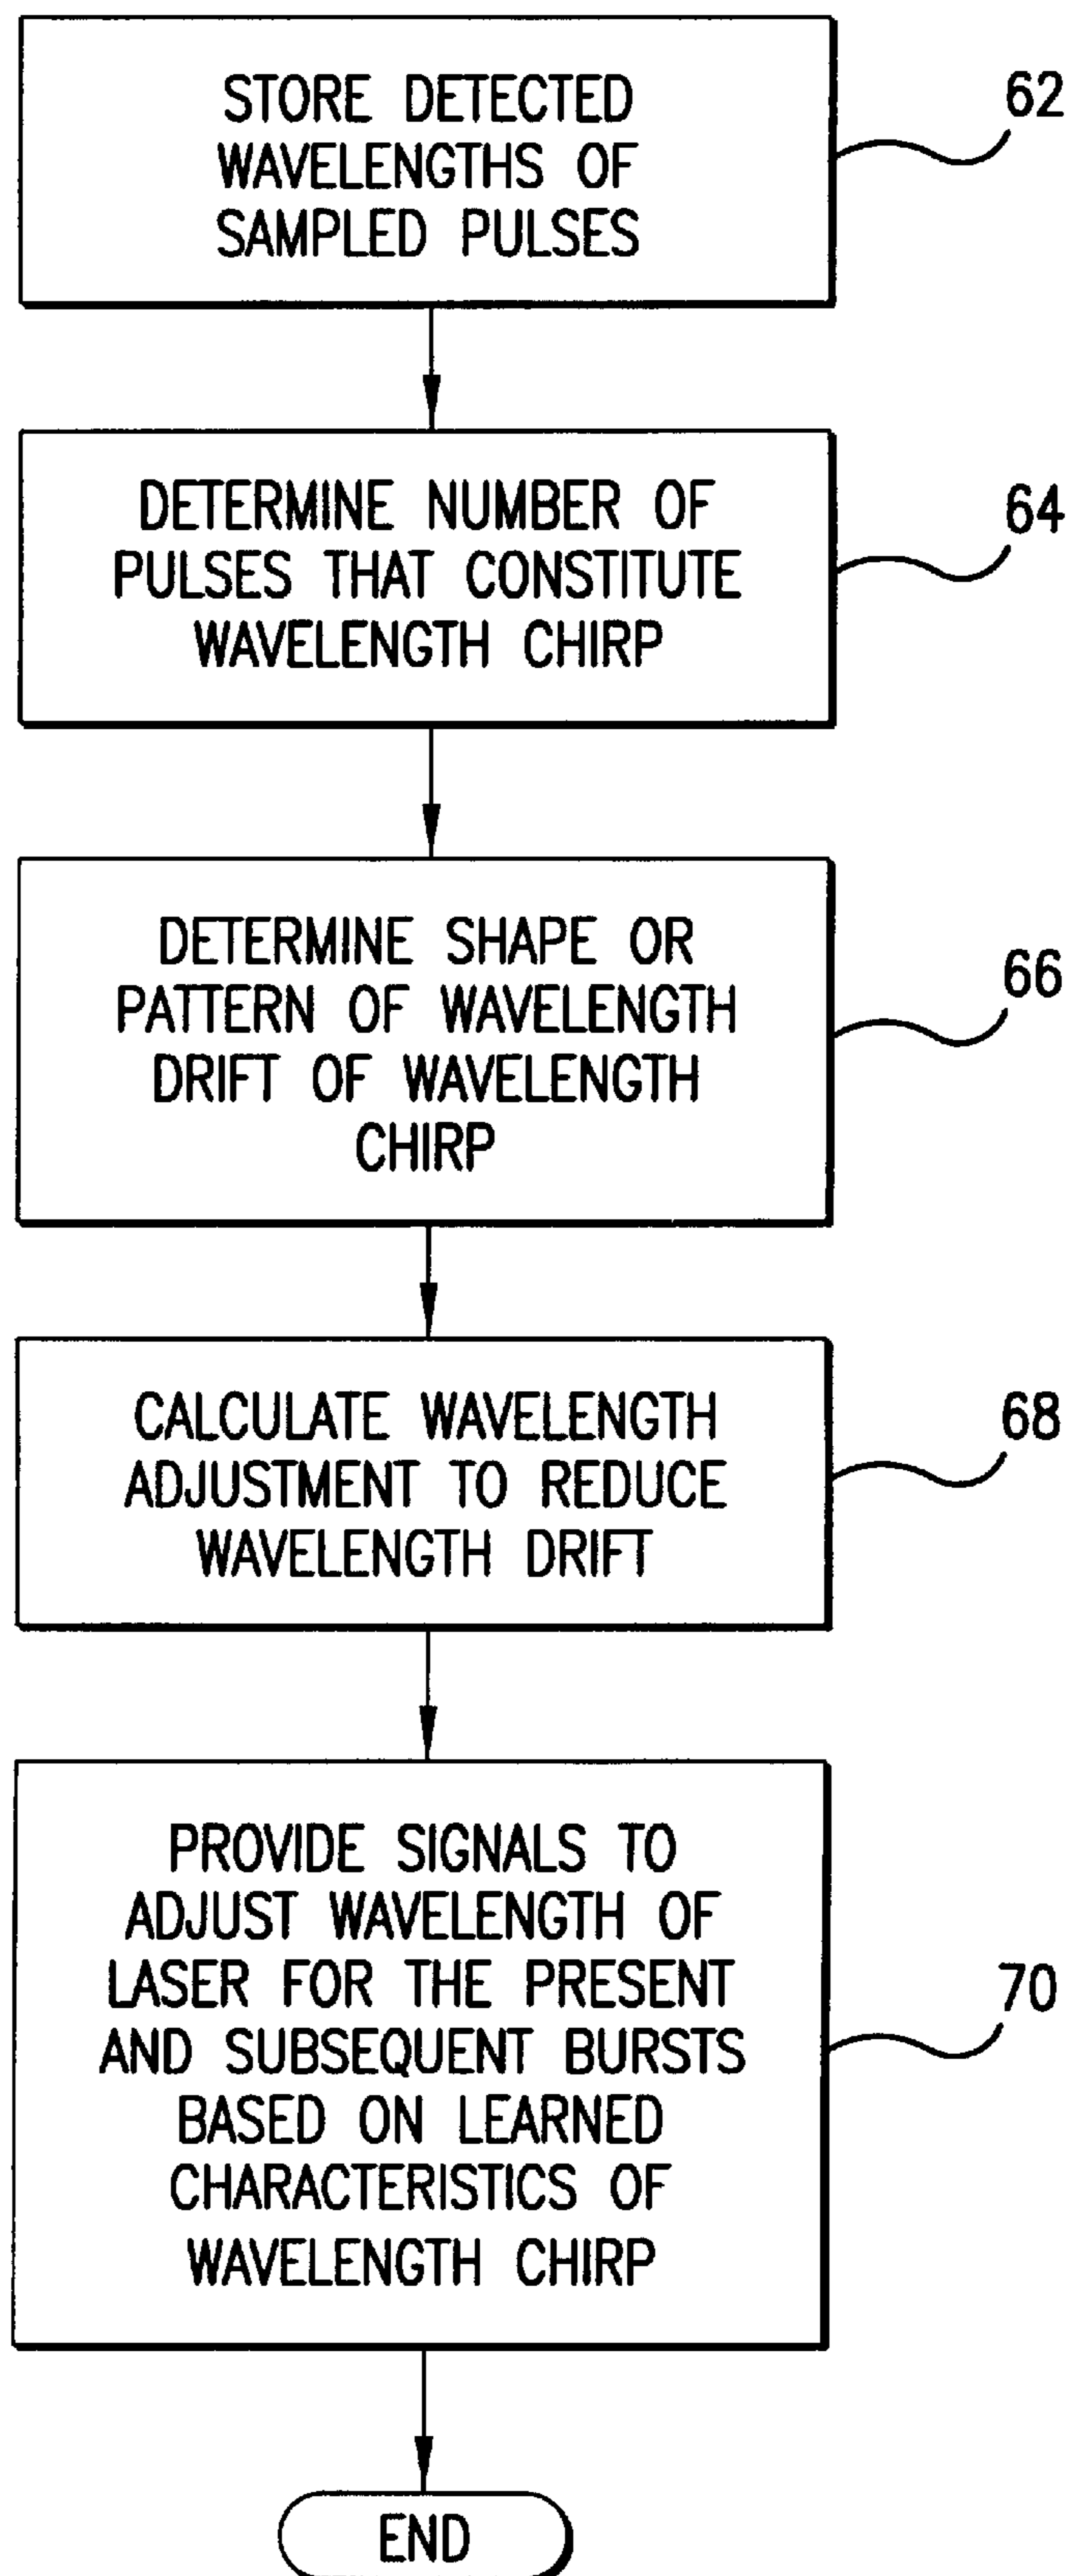 STORE DETECTED
WAVELENGTHS OF
SAMPLED PULSES
62
DETERMINE NUMBER OF
PULSES THAT CONSTITUTE
WAVELENGTH CHIRP
64
DETERMINE SHAPE OR
PATTERN OF WAVELENGTH
DRIFT OF WAVELENGTH
CHIRP
66
CALCULATE WAVELENGTH
ADJUSTMENT TO REDUCE
WAVELENGTH DRIFT
68
PROVIDE SIGNALS TO
ADJUST WAVELENGTH OF
LASER FOR THE PRESENT
AND SUBSEQUENT BURSTS
BASED ON LEARNED
CHARACTERISTICS OF
WAVELENGTH CHIRP
70
END